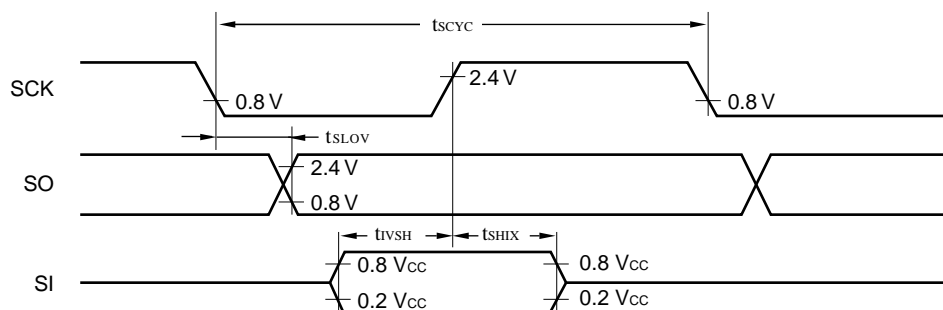 tSCYC
SCK
2.4 V
0.8 V
0.8 V
tSLOV
SO
2.4 V
0.8 V
tIVSH
tSHIX
SI
0.8 VCC
0.8 VCC
0.2 VCC
0.2 VCC